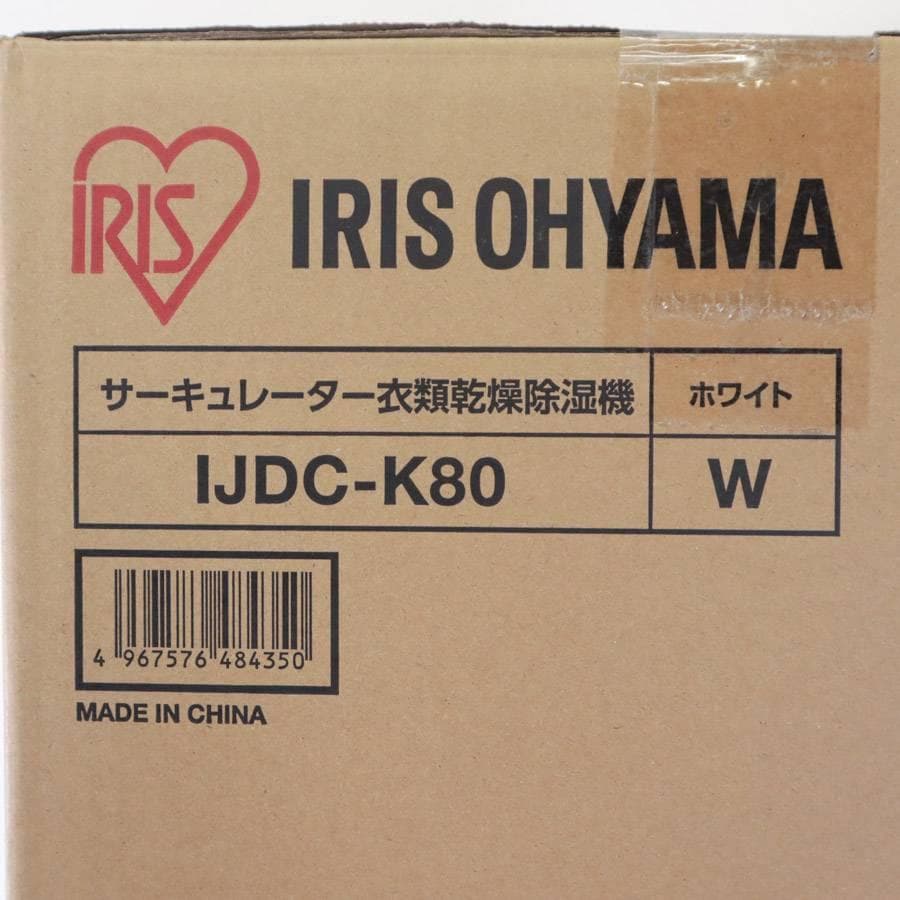 IRIS
IRIS OHYAMA
サーキュレーター衣類乾燥除湿機 ホワイト
IJDC-K80 W
4 967576 484350
MADE IN CHINA